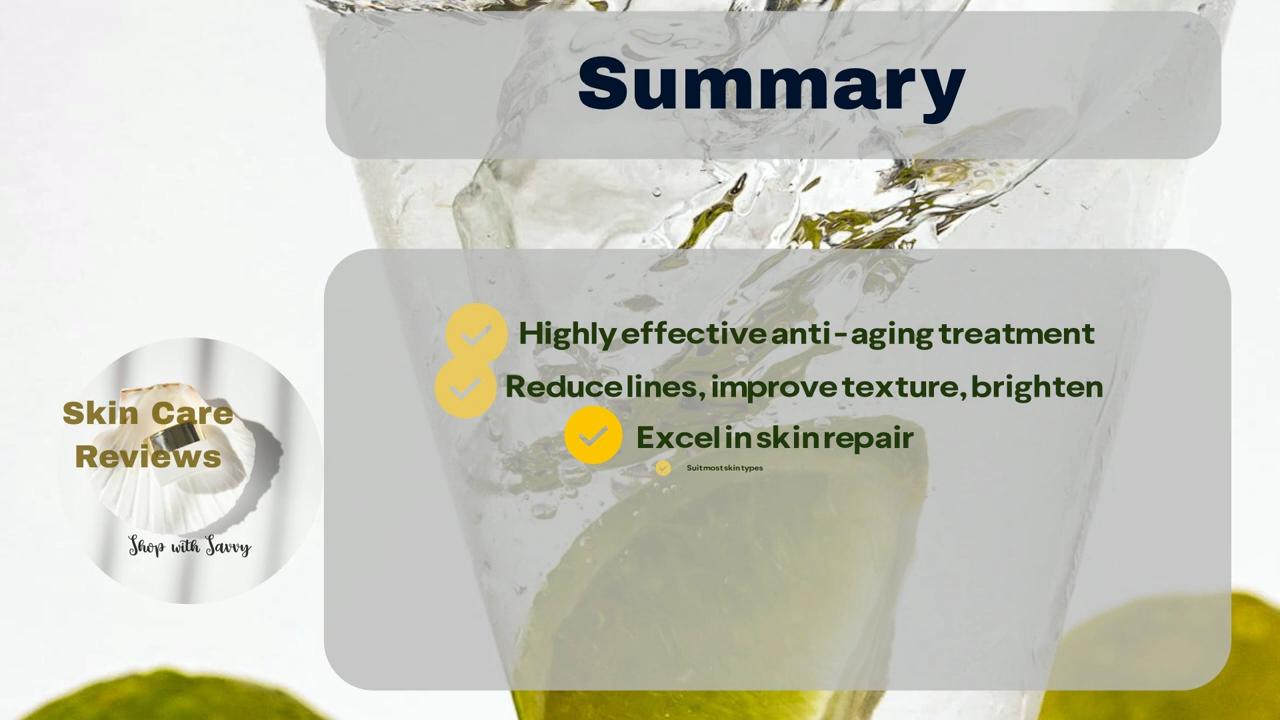 Summary
Highly effective anti-aging treatment
Reduce lines, improve texture, brighten
Excel in skin repair
Suit most skin types
Skin Care
Reviews
Shop with Savvy